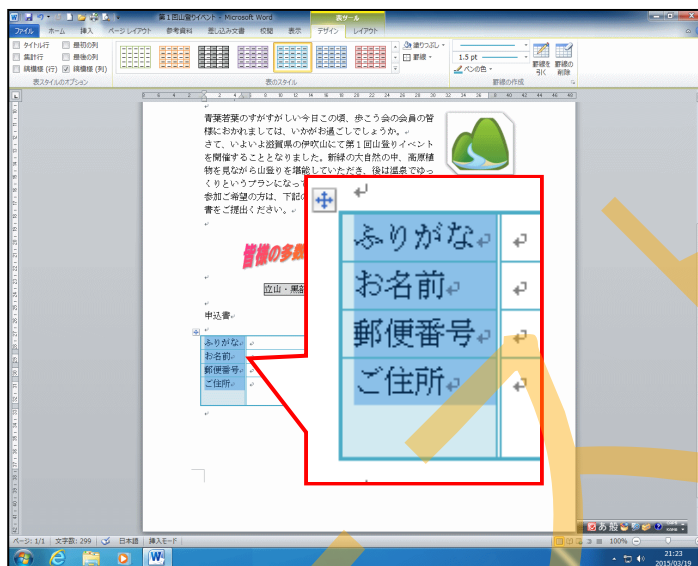 第1回山登りイベント - Microsoft Word
表ツール
ファイル ホーム 挿入 ページレイアウト 参考資料 差し込み文書 校閲 表示 デザイン レイアウト
タイトル行 最初の列
集計行 最後の列
縞模様 (行) 縞模様 (列)
塗りつぶし
罫線
1.5 pt
ペンの色
罫線を引く
罫線の削除
表スタイルのオプション 表のスタイル 罫線の作成
青葉若葉のすがすがしい今日この頃、歩こう会の会員の皆
様におかれましては、いかがお過ごしでしょうか。
さて、いよいよ滋賀県の伊吹山にて第1回山登りイベント
を開催することとなりました。新緑の大自然の中、高原植
物を見ながら山登りを堪能していただき、後は温泉でゆっ
くりというプランになって
参加ご希望の方は、下記の
書をご提出ください。
皆様の多数
立山・黒部
申込書
ふりがな
お名前
郵便番号
ご住所
ふりがな
お名前
郵便番号
ご住所
ページ: 1/1 文字数: 299 日本語 挿入モード 100%
あ 般
21:23
2015/03/19